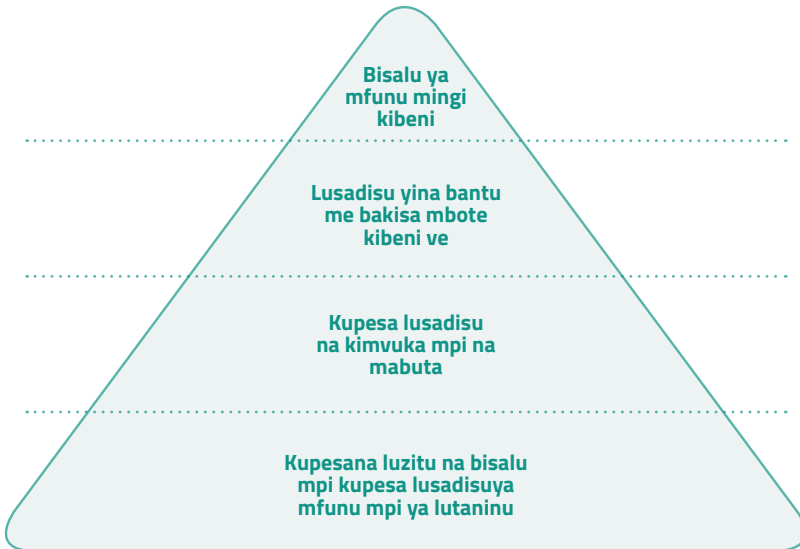 Bisalu ya
mfunu mingi
kibeni
Lusadisu yina bantu
me bakisa mbote
kibeni ve
Kupesa lusadisu
na kimvuka mpi na
mabuta
Kupesana luzitu na bisalu
mpi kupesa lusadisuya
mfunu mpi ya lutaninu